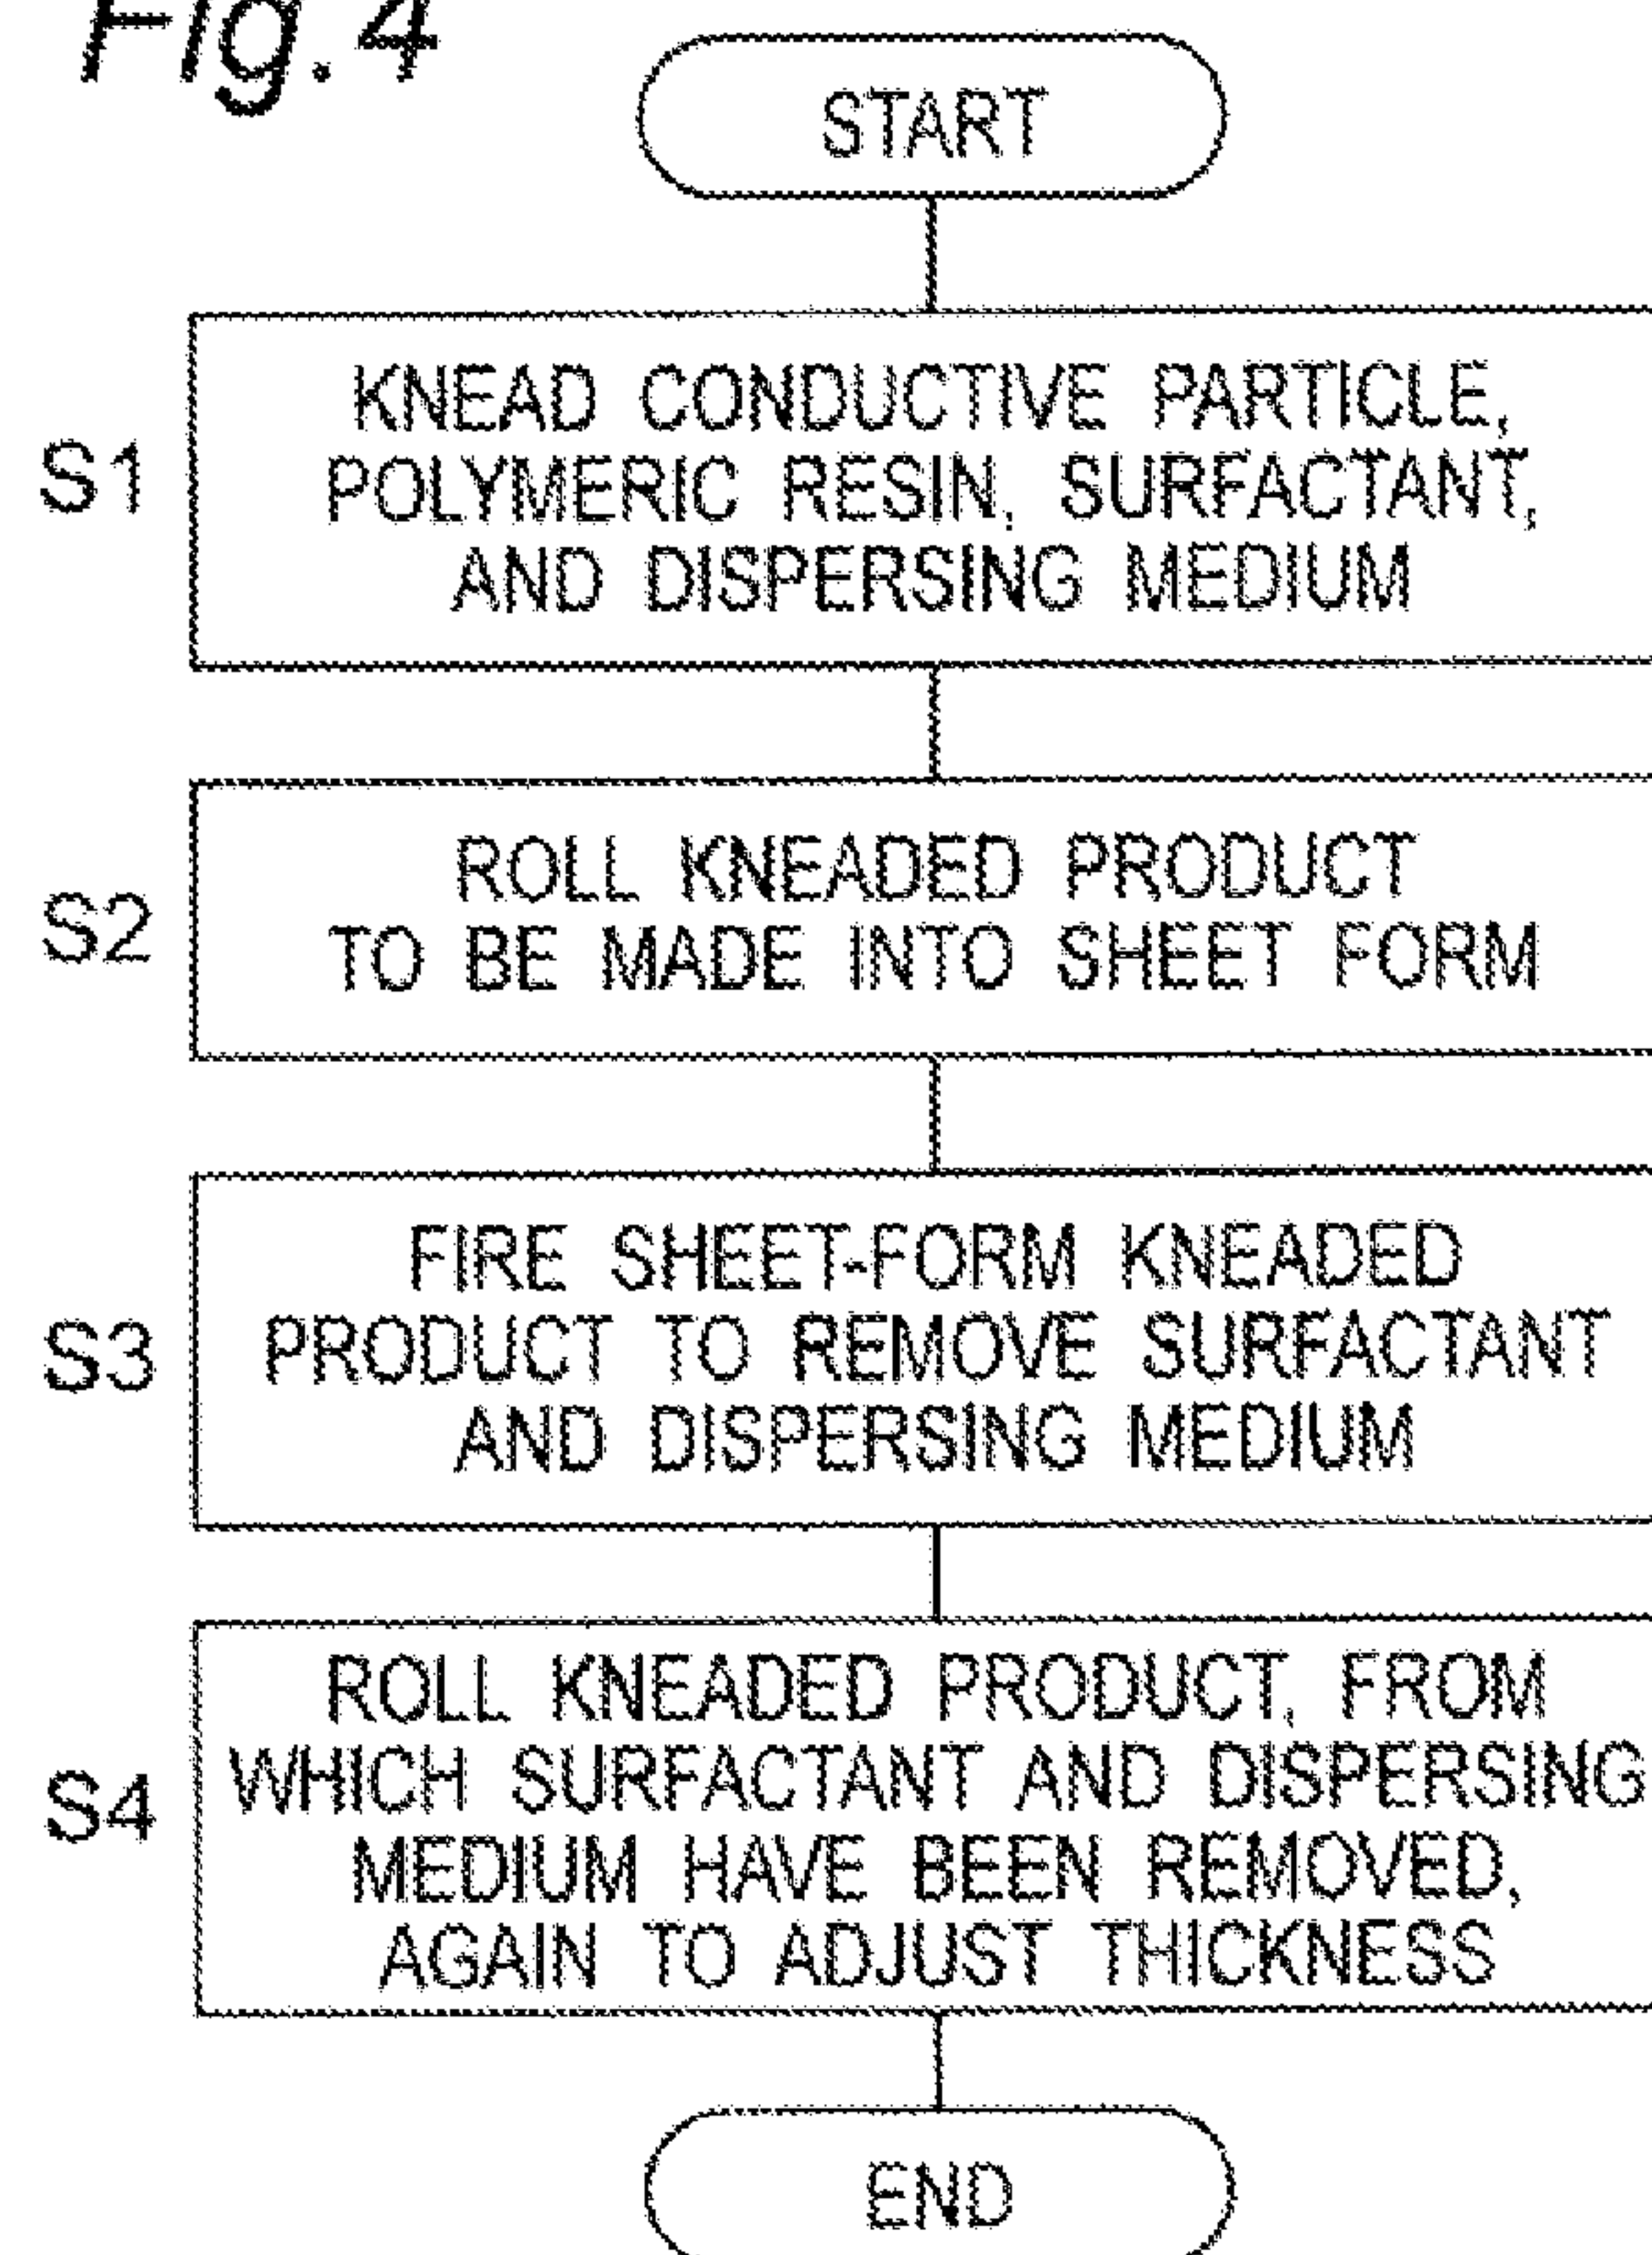 Fig.4
START
S1
KNEAD CONDUCTIVE PARTICLE,
POLYMERIC RESIN, SURFACTANT,
AND DISPERSING MEDIUM
S2
ROLL KNEADED PRODUCT
TO BE MADE INTO SHEET FORM
S3
FIRE SHEET-FORM KNEADED
PRODUCT TO REMOVE SURFACTANT
AND DISPERSING MEDIUM
S4
ROLL KNEADED PRODUCT, FROM
WHICH SURFACTANT AND DISPERSING
MEDIUM HAVE BEEN REMOVED,
AGAIN TO ADJUST THICKNESS
END